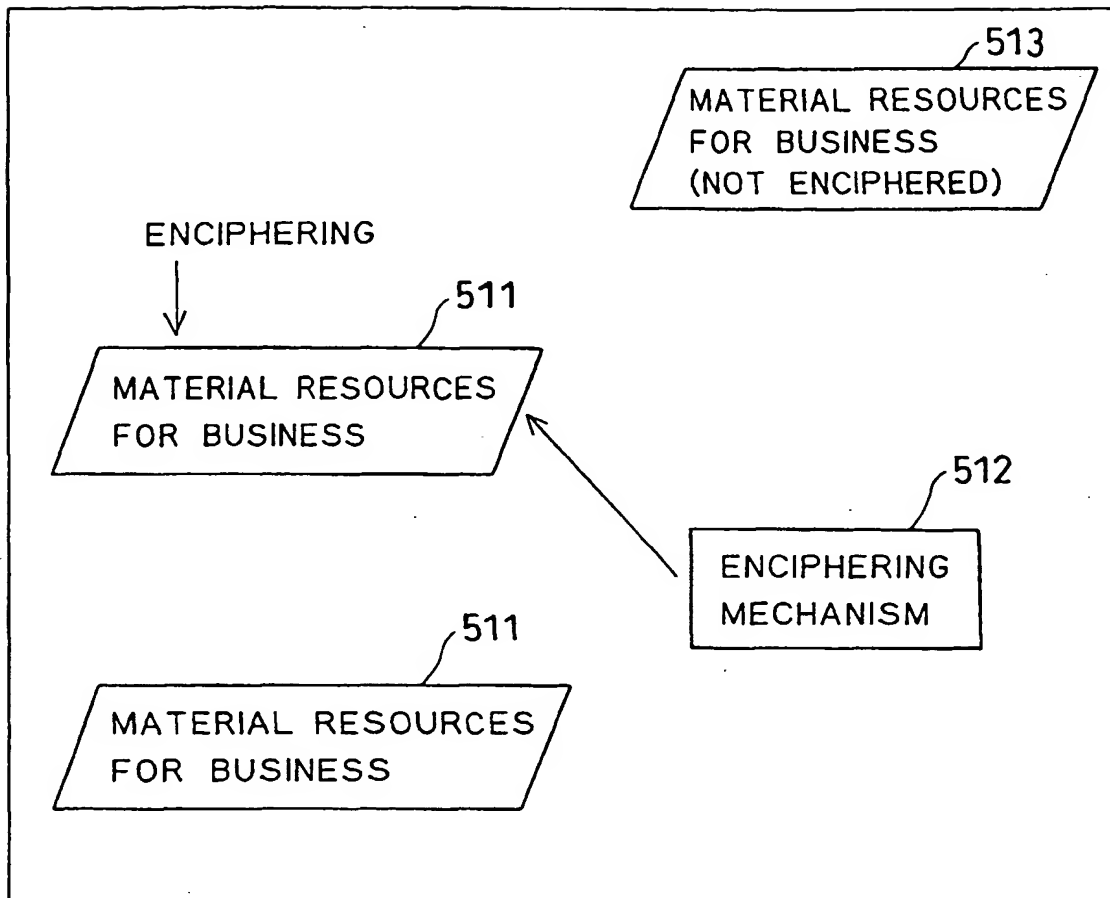 513
MATERIAL RESOURCES
FOR BUSINESS
(NOT ENCIPHERED)
ENCIPHERING
511
MATERIAL RESOURCES
FOR BUSINESS
512
ENCIPHERING
MECHANISM
511
MATERIAL RESOURCES
FOR BUSINESS